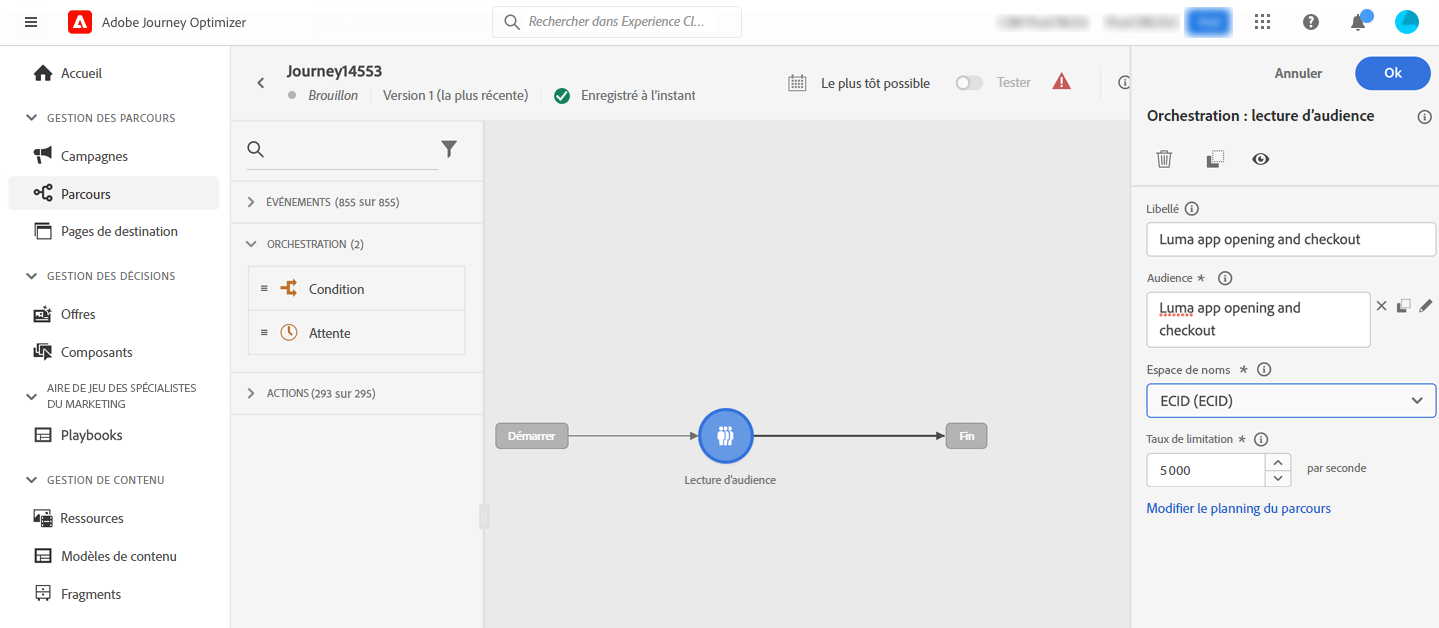 Adobe Journey Optimizer
Rechercher dans Experience Cl...
Accueil
GESTION DES PARCOURS
Campagnes
Parcours
Pages de destination
GESTION DES DÉCISIONS
Offres
Composants
AIRE DE JEU DES SPÉCIALISTES
DU MARKETING
Playbooks
GESTION DE CONTENU
Ressources
Modèles de contenu
Fragments
Journey14553
Brouillon
Version 1 (la plus récente)
Enregistré à l'instant
Le plus tôt possible
Tester
ÉVÉNEMENTS (855 sur 855)
ORCHESTRATION (2)
Condition
Attente
ACTIONS (293 sur 295)
Démarrer
Fin
Lecture d'audience
Annuler
Ok
Orchestration : lecture d'audience
Libellé
Luma app opening and checkout
Audience *
Luma app opening and
checkout
Espace de noms *
ECID (ECID)
Taux de limitation *
5 000
par seconde
Modifier le planning du parcours